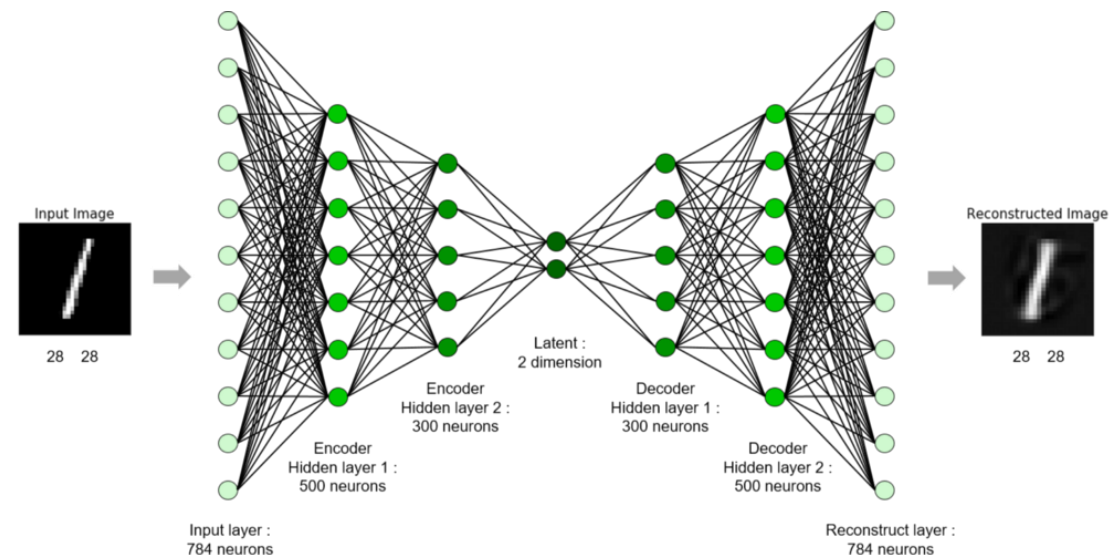 Input Image
28 28
Input layer :
784 neurons
Encoder
Hidden layer 1 :
500 neurons
Encoder
Hidden layer 2 :
300 neurons
Latent :
2 dimension
Decoder
Hidden layer 1 :
300 neurons
Decoder
Hidden layer 2 :
500 neurons
Reconstruct layer :
784 neurons
Reconstructed Image
28 28